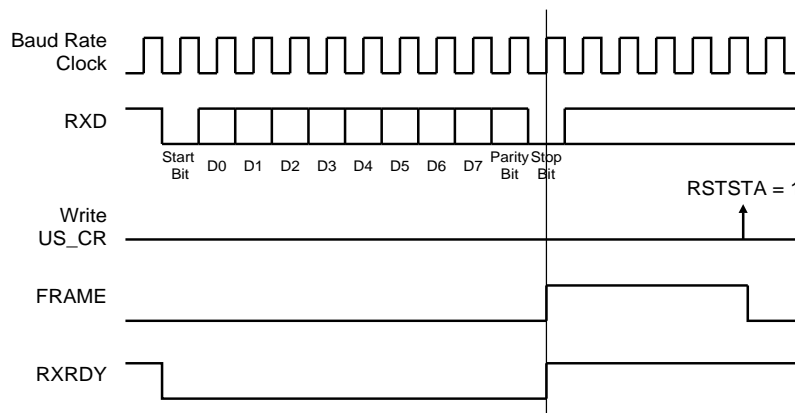 Baud Rate
Clock
RXD
Start
Bit
D0
D1
D2
D3
D4
D5
D6
D7
Parity
Bit
Stop
Bit
RSTSTA = 1
Write
US_CR
FRAME
RXRDY